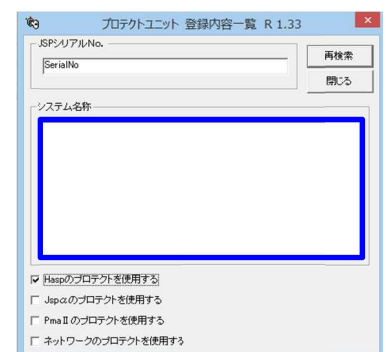 プロテクトユニット 登録内容一覧 R 1.33
JSPシリアルNo.
SerialNo
再検索
閉じる
システム名称
Haspのプロテクトを使用する
Jspαのプロテクトを使用する
PmaⅡのプロテクトを使用する
ネットワークのプロテクトを使用する